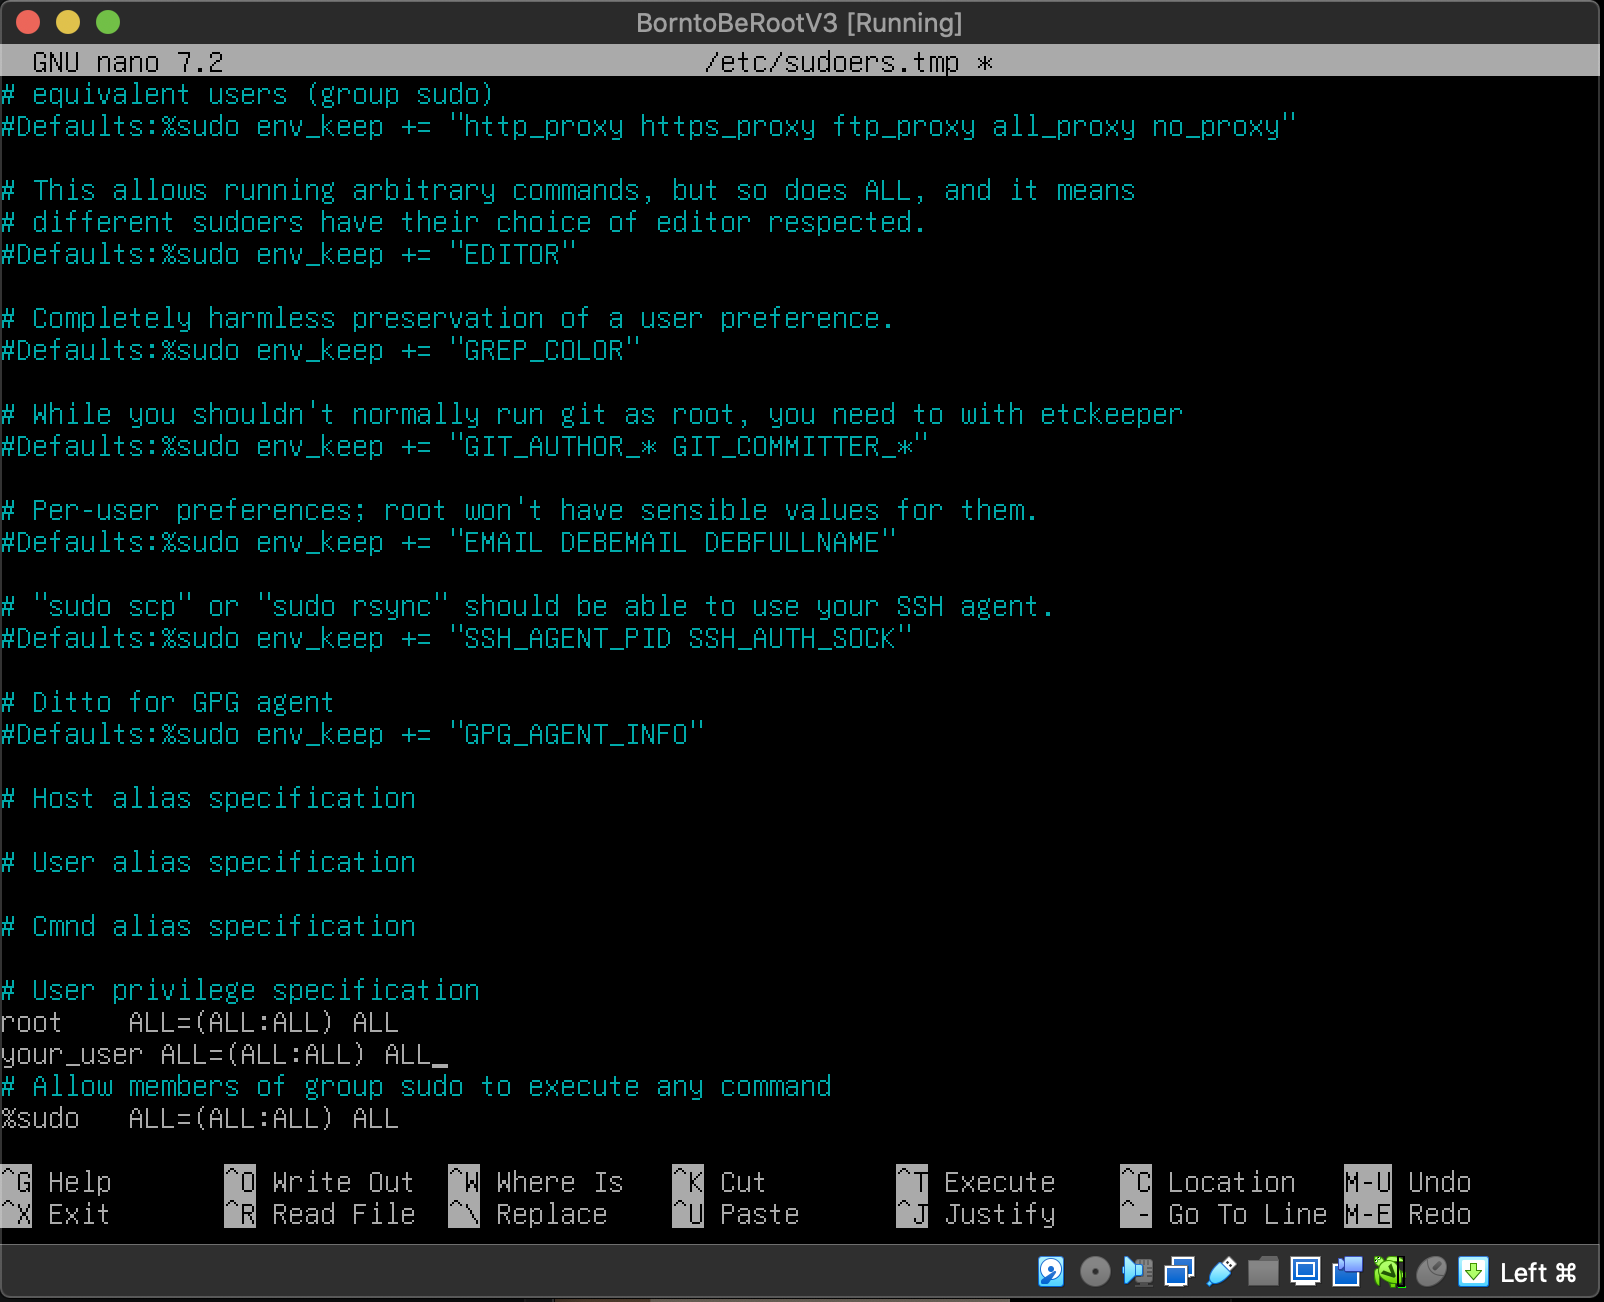 BorntoBeRootV3 [Running]
GNU nano 7.2 /etc/sudoers.tmp *
# equivalent users (group sudo)
#Defaults:%sudo env_keep += "http_proxy https_proxy ftp_proxy all_proxy no_proxy"
# This allows running arbitrary commands, but so does ALL, and it means
# different sudoers have their choice of editor respected.
#Defaults:%sudo env_keep += "EDITOR"
# Completely harmless preservation of a user preference.
#Defaults:%sudo env_keep += "GREP_COLOR"
# While you shouldn't normally run git as root, you need to with etckeeper
#Defaults:%sudo env_keep += "GIT_AUTHOR_* GIT_COMMITTER_*"
# Per-user preferences; root won't have sensible values for them.
#Defaults:%sudo env_keep += "EMAIL DEBEMAIL DEBFULLNAME"
# "sudo scp" or "sudo rsync" should be able to use your SSH agent.
#Defaults:%sudo env_keep += "SSH_AGENT_PID SSH_AUTH_SOCK"
# Ditto for GPG agent
#Defaults:%sudo env_keep += "GPG_AGENT_INFO"
# Host alias specification
# User alias specification
# Cmnd alias specification
# User privilege specification
root    ALL=(ALL:ALL) ALL
your_user ALL=(ALL:ALL) ALL
# Allow members of group sudo to execute any command
%sudo   ALL=(ALL:ALL) ALL
^G Help ^O Write Out ^W Where Is ^K Cut ^T Execute ^C Location M-U Undo
^X Exit ^R Read File ^\ Replace ^U Paste ^J Justify ^- Go To Line M-E Redo
Left ⌘